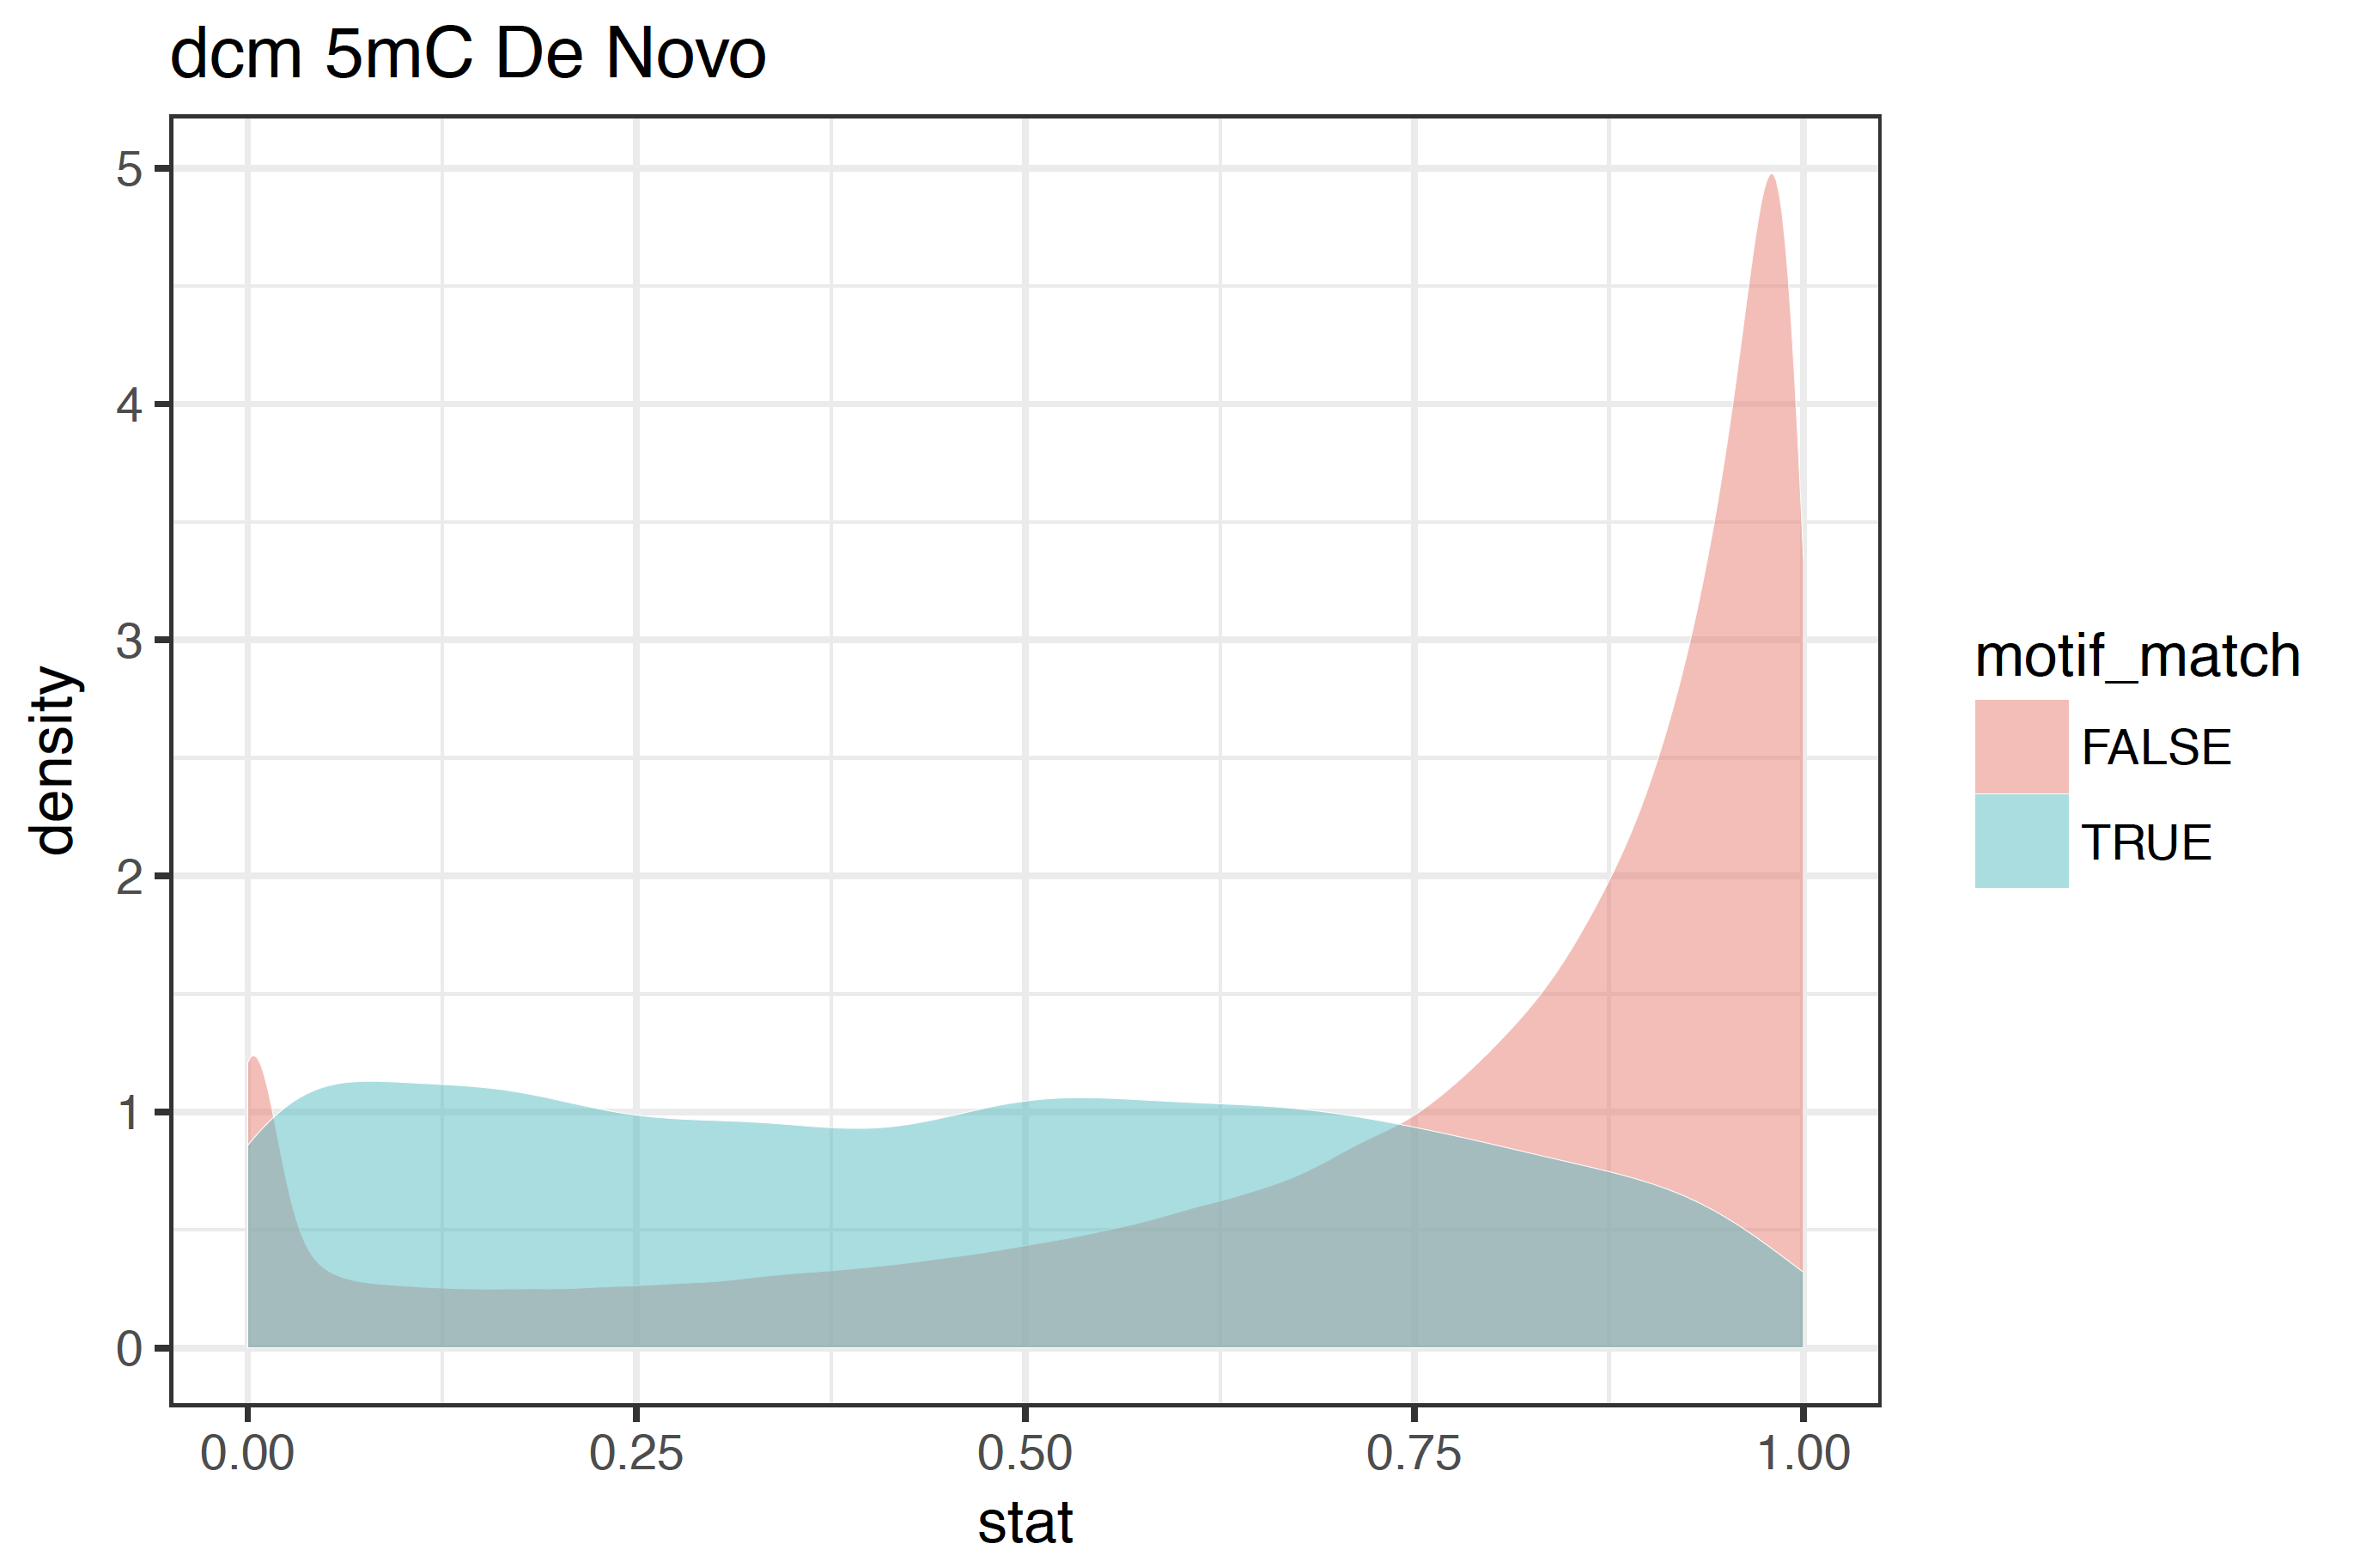 dcm 5mC De Novo
5
4
3
2
1
0
density
0.00 0.25 0.50 0.75 1.00
stat
motif_match
FALSE
TRUE